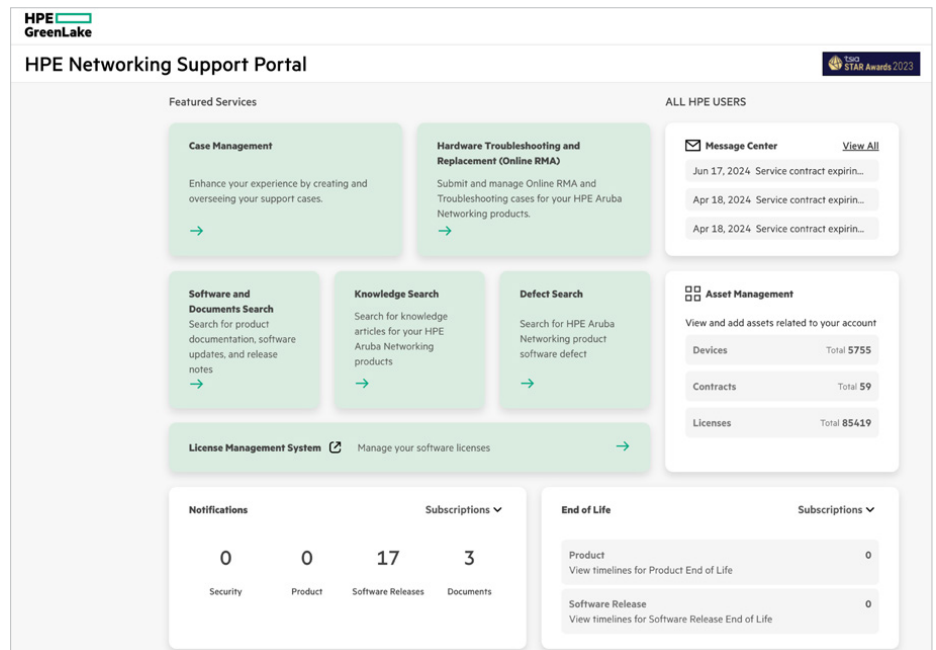 HPE
GreenLake
HPE Networking Support Portal
tsia
STAR Awards 2023
Featured Services
ALL HPE USERS
Case Management
Enhance your experience by creating and
overseeing your support cases.
Hardware Troubleshooting and
Replacement (Online RMA)
Submit and manage Online RMA and
Troubleshooting cases for your HPE Aruba
Networking products.
Message Center
View All
Jun 17, 2024 Service contract expirin...
Apr 18, 2024 Service contract expirin...
Apr 18, 2024 Service contract expirin...
Software and
Documents Search
Search for product
documentation, software
updates, and release
notes
Knowledge Search
Search for knowledge
articles for your HPE
Aruba Networking
products
Defect Search
Search for HPE Aruba
Networking product
software defect
Asset Management
View and add assets related to your account
Devices Total 5755
Contracts Total 59
Licenses Total 85419
License Management System Manage your software licenses
Notifications
Subscriptions
0 0 17 3
Security Product Software Releases Documents
End of Life
Subscriptions
Product 0
View timelines for Product End of Life
Software Release 0
View timelines for Software Release End of Life